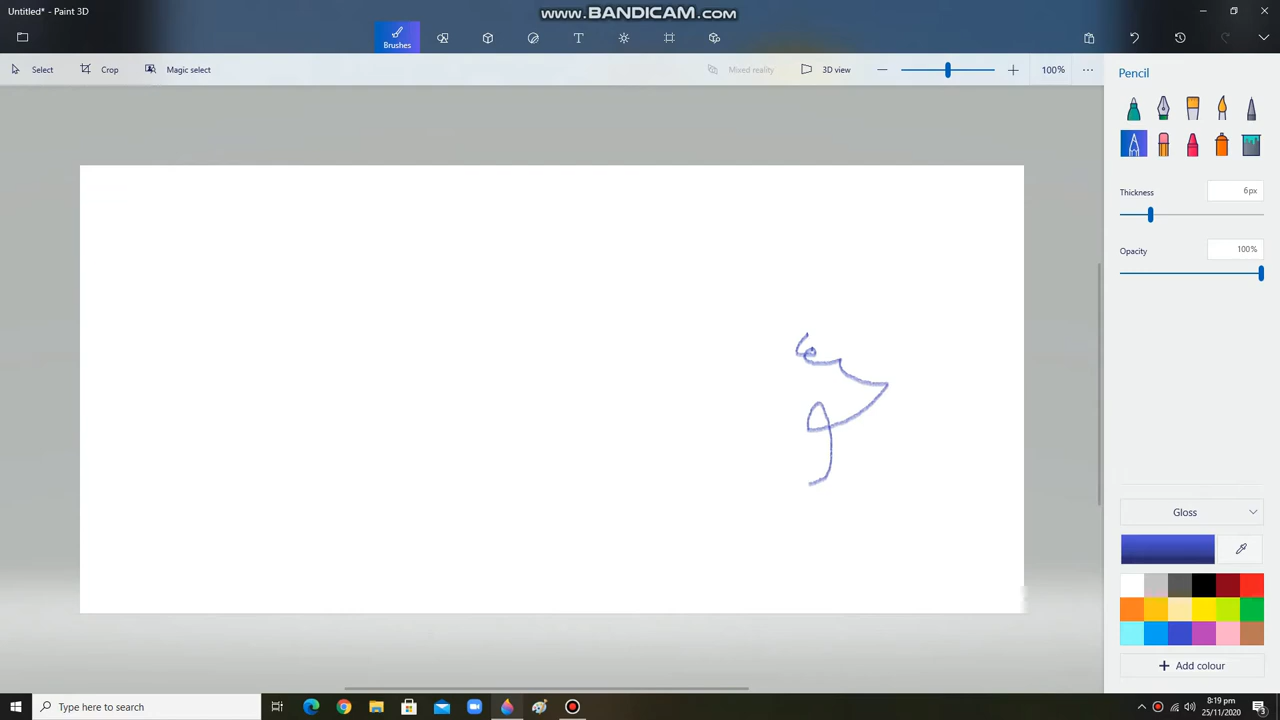 Untitled* - Paint 3D
www.BANDICAM.com
Brushes
Select
Crop
Magic select
Mixed reality
3D view
100%
Pencil
Thickness
6px
Opacity
100%
Gloss
Add colour
Type here to search
8:19 pm
25/11/2020
3